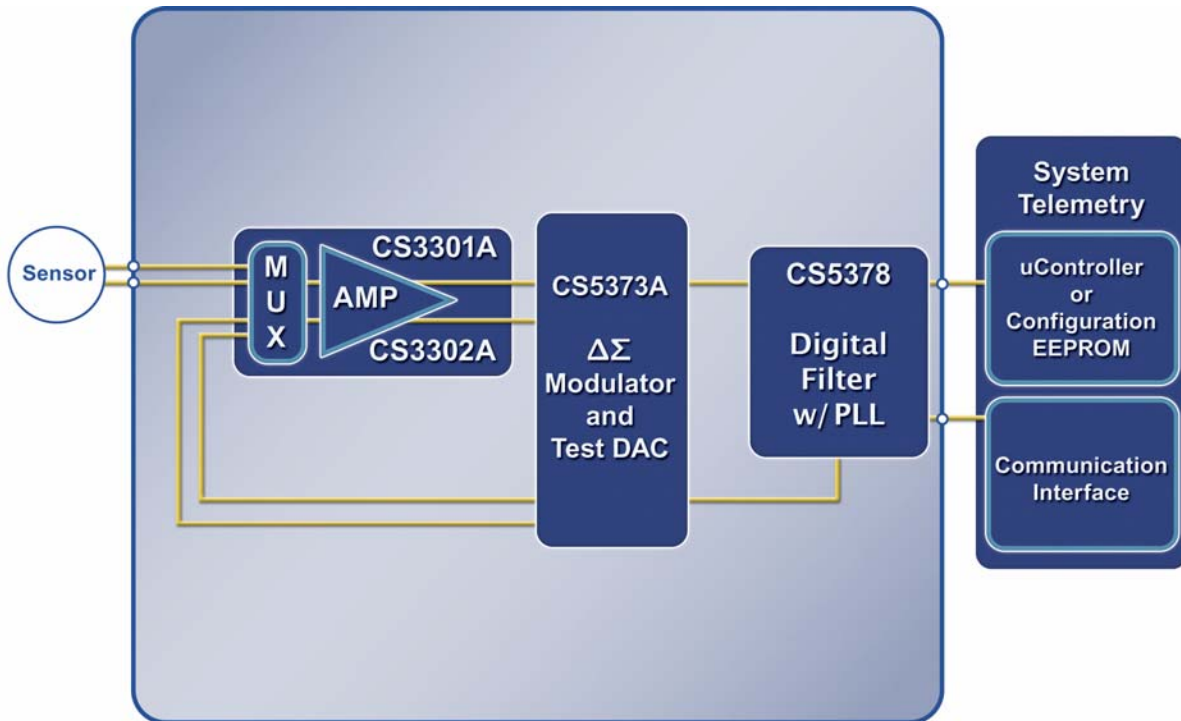 Sensor
M
U
X
AMP
CS3301A
CS3302A
CS5373A
ΔΣ
Modulator
and
Test DAC
CS5378
Digital
Filter
w/ PLL
System
Telemetry
uController
or
Configuration
EEPROM
Communication
Interface